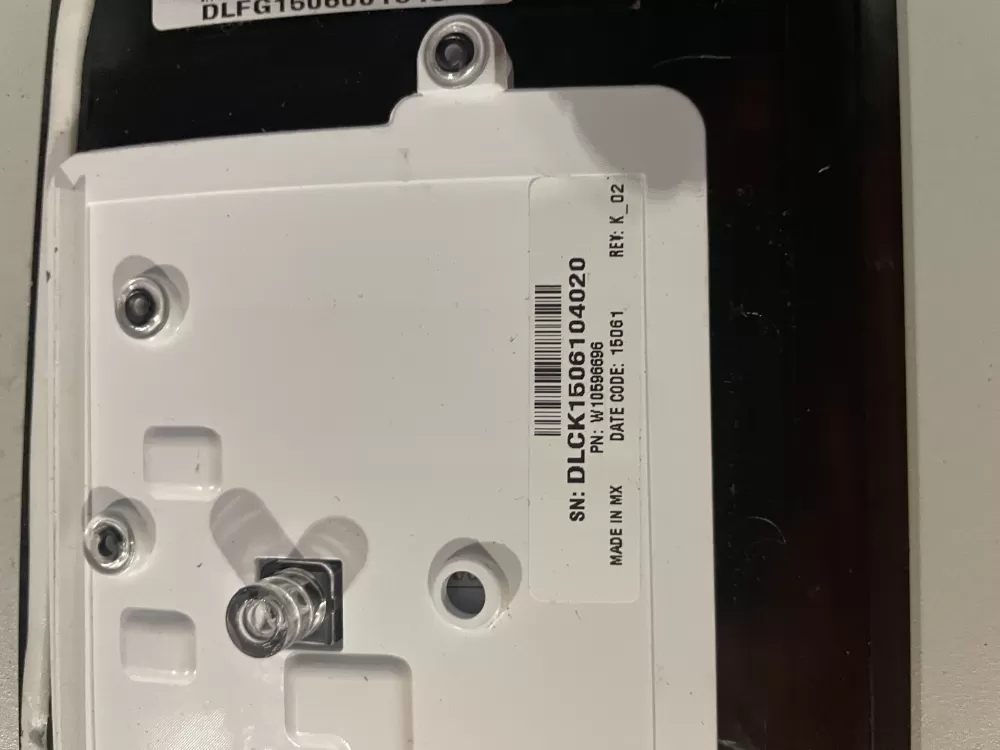 SN: DLCK1506104020
PN: W10596696
MADE IN MX DATE CODE: 15061 REV: K_02